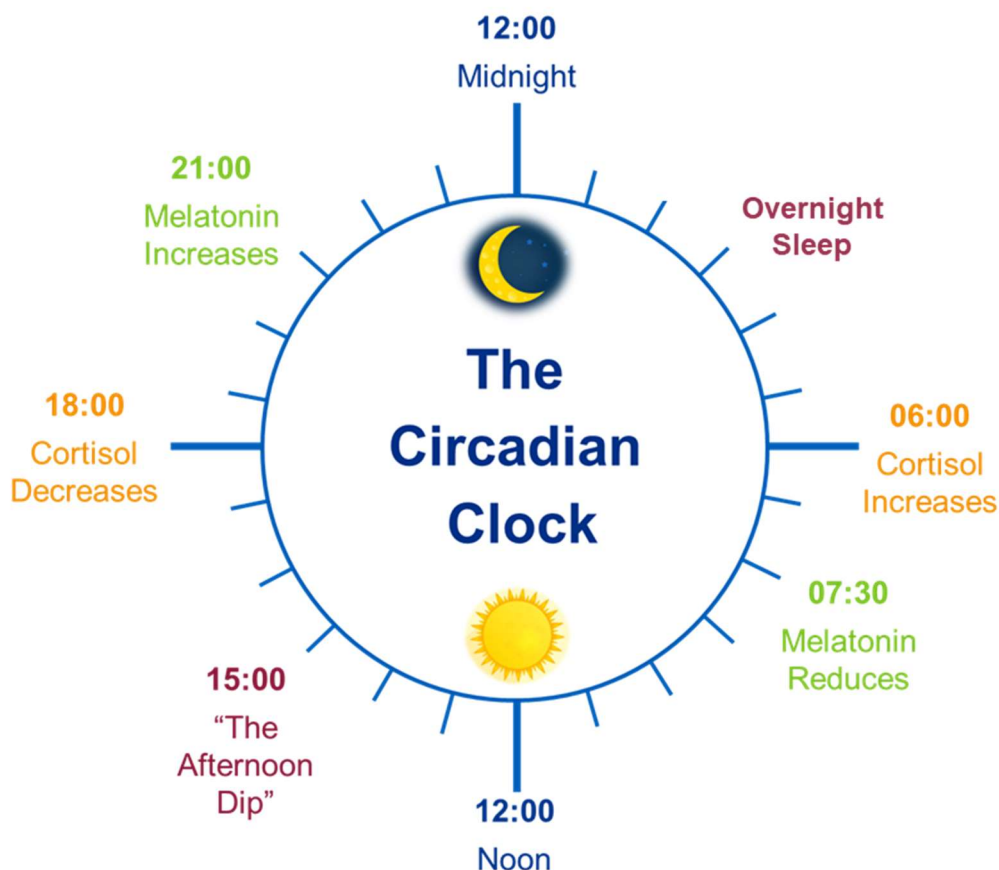 12:00
Midnight
21:00
Melatonin
Increases
Overnight
Sleep
The
Circadian
Clock
18:00
Cortisol
Decreases
06:00
Cortisol
Increases
07:30
Melatonin
Reduces
15:00
“The
Afternoon
Dip”
12:00
Noon